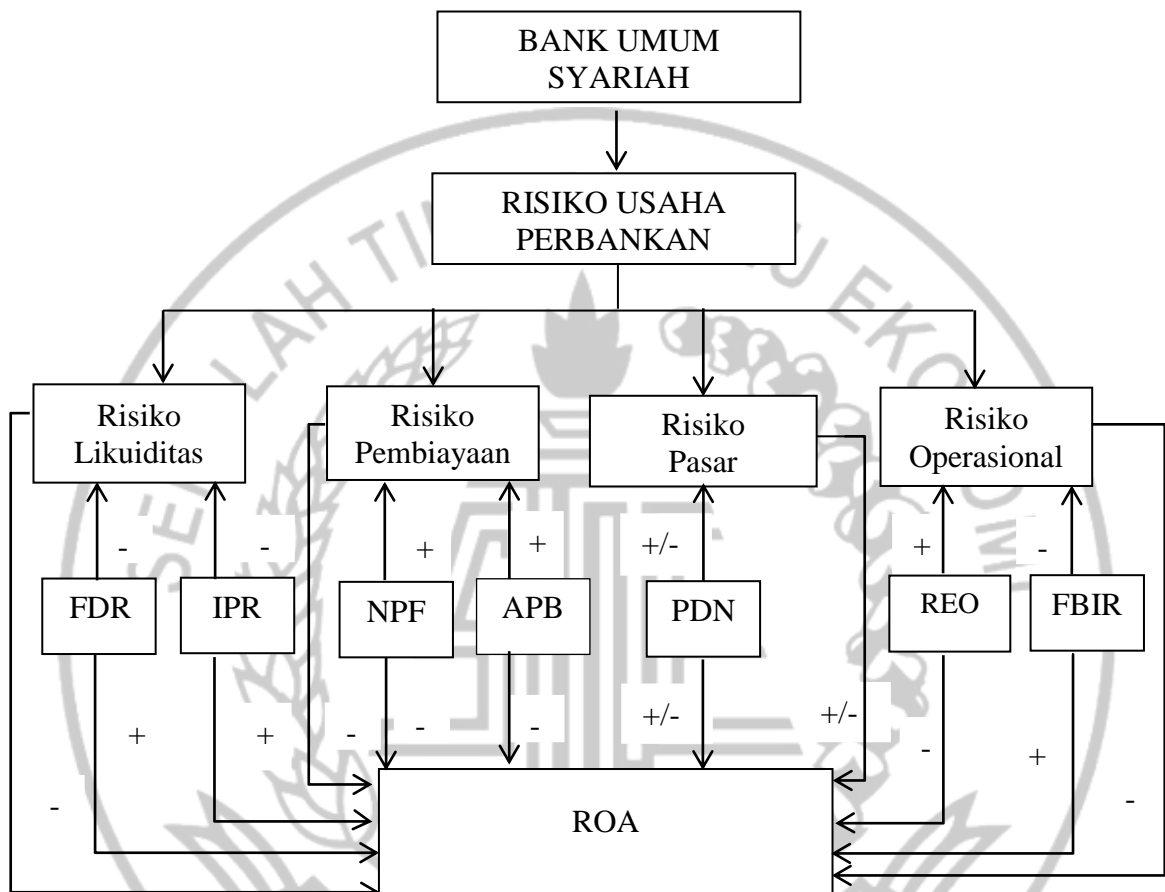 BANK UMUM
SYARIAH
RISIKO USAHA
PERBANKAN
Risiko
Likuiditas
Risiko
Pembiayaan
Risiko
Pasar
Risiko
Operasional
- - + + +/- + -
FDR IPR NPF APB PDN REO FBIR
+ + - - - +/- +/- - +
- -
ROA